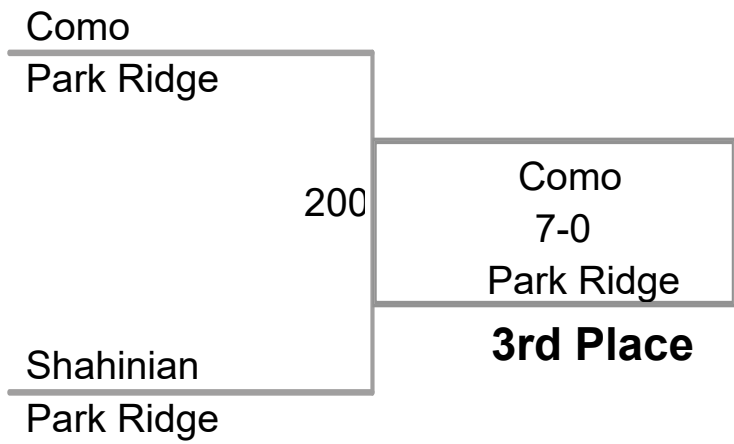 Como
Park Ridge
200
Como
7-0
Park Ridge
3rd Place
Shahinian
Park Ridge